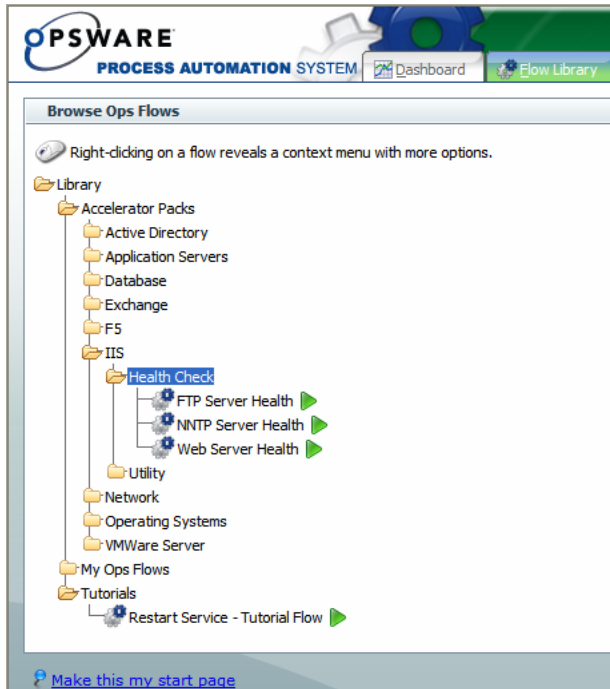 OPSWARE
PROCESS AUTOMATION SYSTEM
Dashboard
Flow Library
Browse Ops Flows
Right-clicking on a flow reveals a context menu with more options.
Library
Accelerator Packs
Active Directory
Application Servers
Database
Exchange
F5
IIS
Health Check
FTP Server Health
NNTP Server Health
Web Server Health
Utility
Network
Operating Systems
VMWare Server
My Ops Flows
Tutorials
Restart Service - Tutorial Flow
Make this my start page